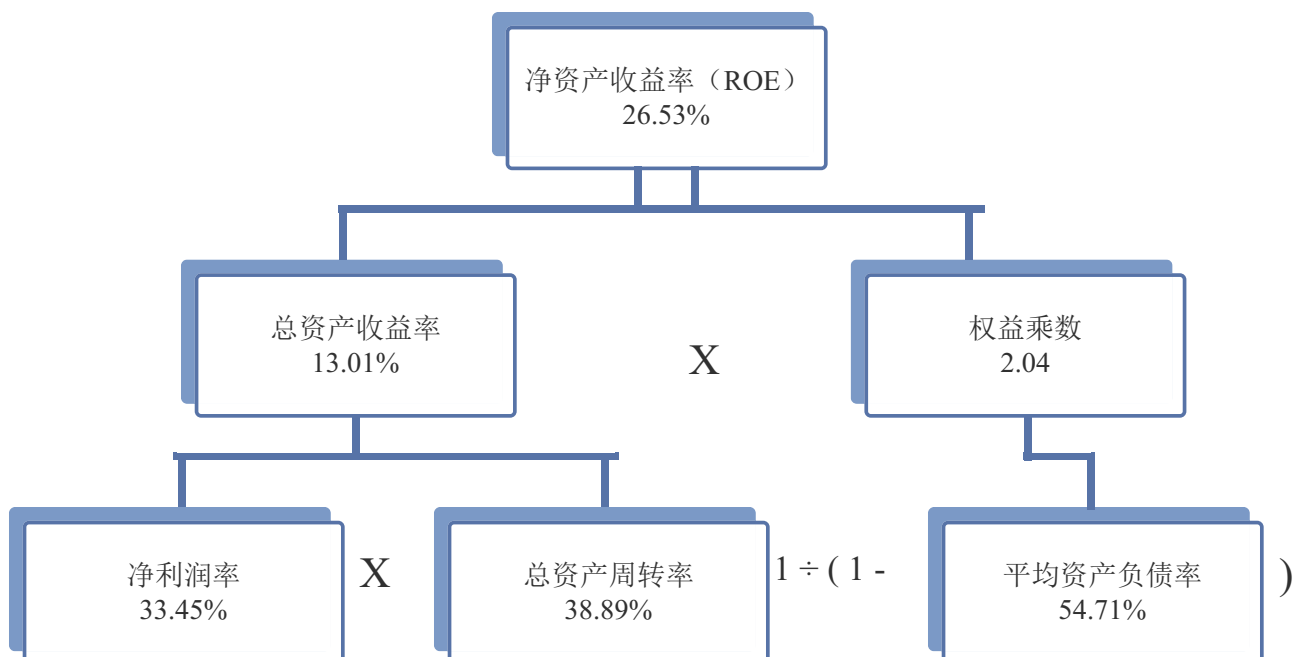 净资产收益率（ROE）
26.53%
总资产收益率
13.01%
X
权益乘数
2.04
净利润率
33.45%
X
总资产周转率
38.89%
1 ÷ ( 1 -
平均资产负债率
54.71%
)